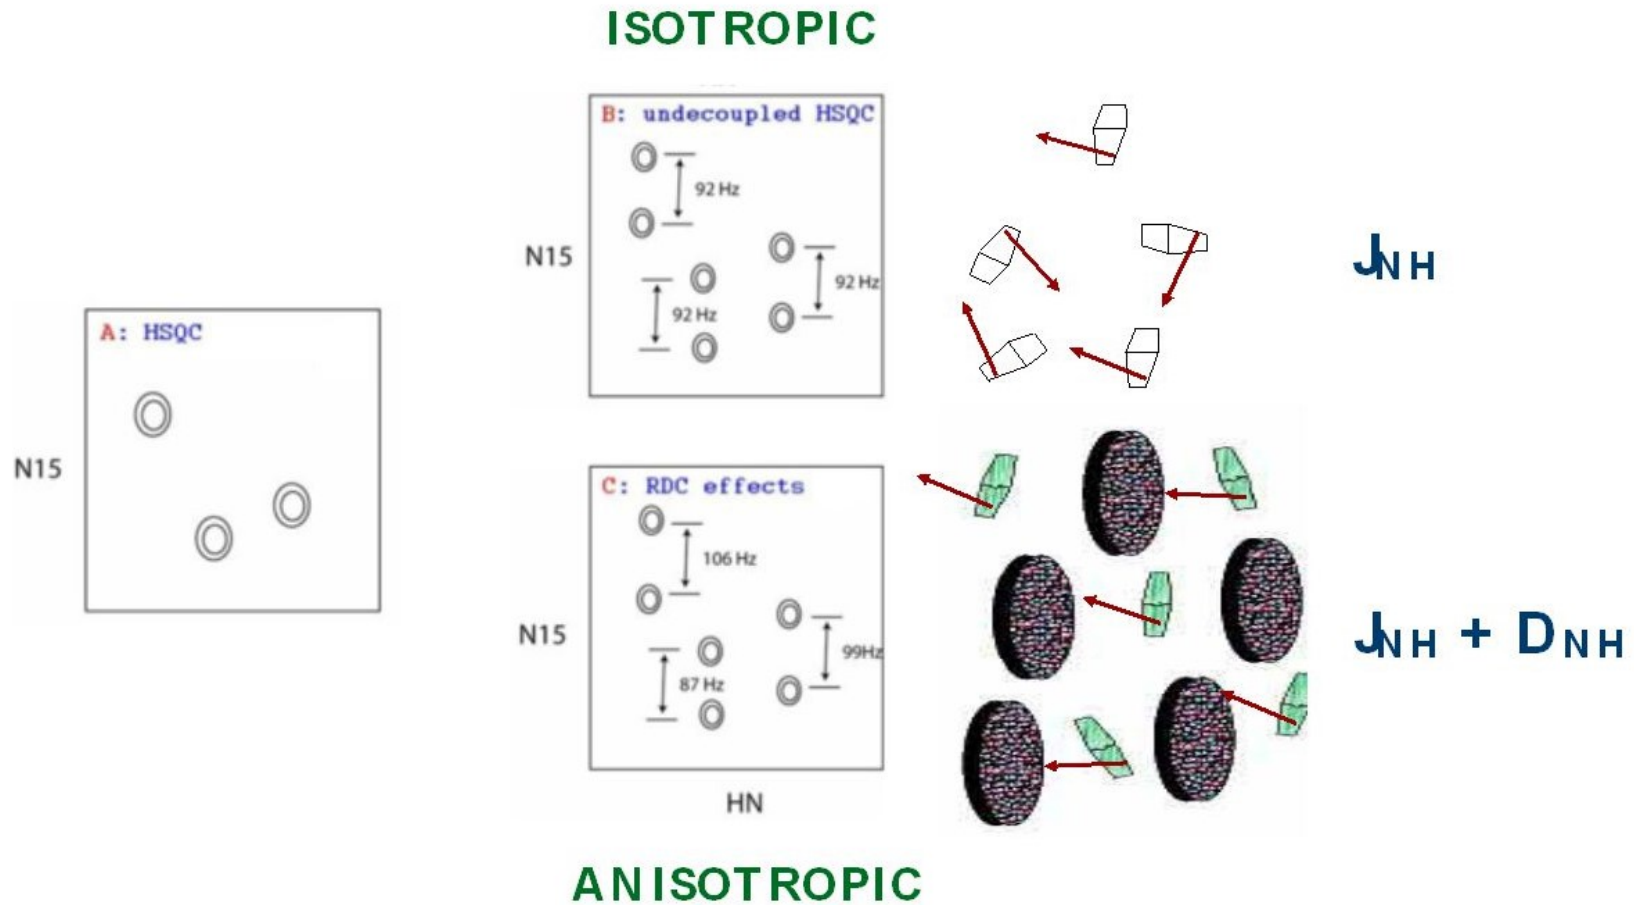 ISOTROPIC
B: undecoupled HSQC
92 Hz
N15
92 Hz
92 Hz
JNH
A: HSQC
N15
C: RDC effects
106 Hz
N15
99Hz
87 Hz
JNH + DNH
HN
ANISOTROPIC